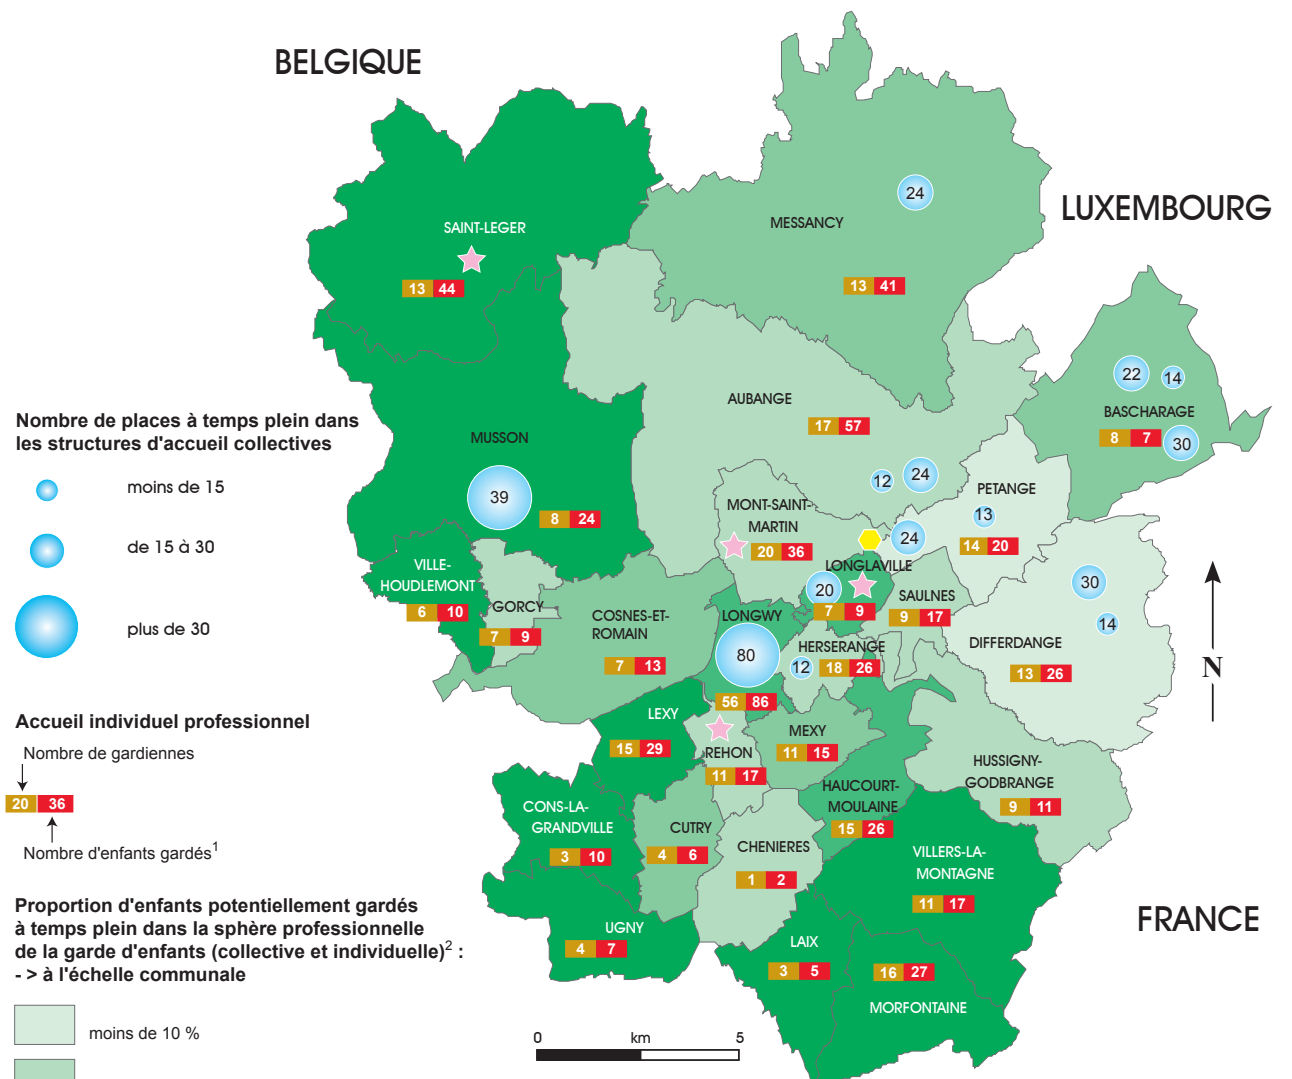 BELGIQUE
LUXEMBOURG
FRANCE
SAINT-LEGER
13 44
MESSANCY
24
13 41
AUBANGE
17 57
12
24
22
14
BASCHARAGE
8 7
30
MUSSON
39
8 24
MONT-SAINT-
MARTIN
20 36
PETANGE
13
14 20
24
LONGLAVILLE
20
7 9
VILLE-
HOUDLEMONT
6 10
GORCY
7 9
COSNES-ET-
ROMAIN
7 13
LONGWY
80
56 86
HERSERANGE
12
18 26
SAULNES
9 17
30
14
DIFFERDANGE
13 26
N
LEXY
15 29
REHON
11 17
MEXY
11 15
HUSSIGNY-
GODBRANGE
9 11
HAUCOURT-
MOULAINE
15 26
CONS-LA-
GRANDVILLE
3 10
CUTRY
4 6
CHENIERES
1 2
VILLERS-LA-
MONTAGNE
11 17
UGNY
4 7
LAIX
3 5
16 27
MORFONTAINE
0 km 5
Nombre de places à temps plein dans
les structures d'accueil collectives
moins de 15
de 15 à 30
plus de 30
Accueil individuel professionnel
Nombre de gardiennes
20 36
Nombre d'enfants gardés1
Proportion d'enfants potentiellement gardés
à temps plein dans la sphère professionnelle
de la garde d'enfants (collective et individuelle)2 :
- > à l'échelle communale
moins de 10 %